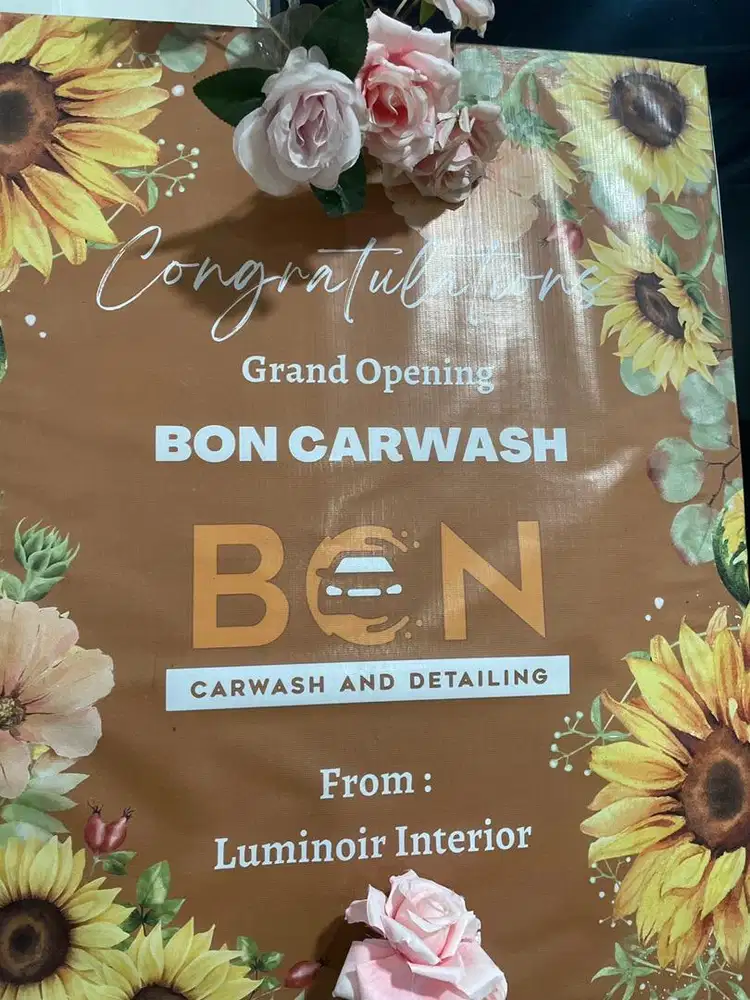 Congratulations
Grand Opening
BON CARWASH
BON
CARWASH AND DETAILING
From :
Luminoir Interior